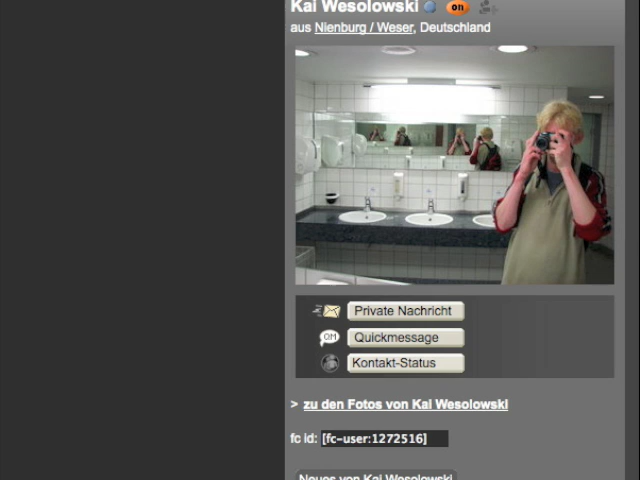 Kai Wesolowski on
aus Nienburg / Weser, Deutschland
Private Nachricht
QM Quickmessage
Kontakt-Status
> zu den Fotos von Kai Wesolowski
fc id: [fc-user:1272516]
Neues von Kai Wesolowski